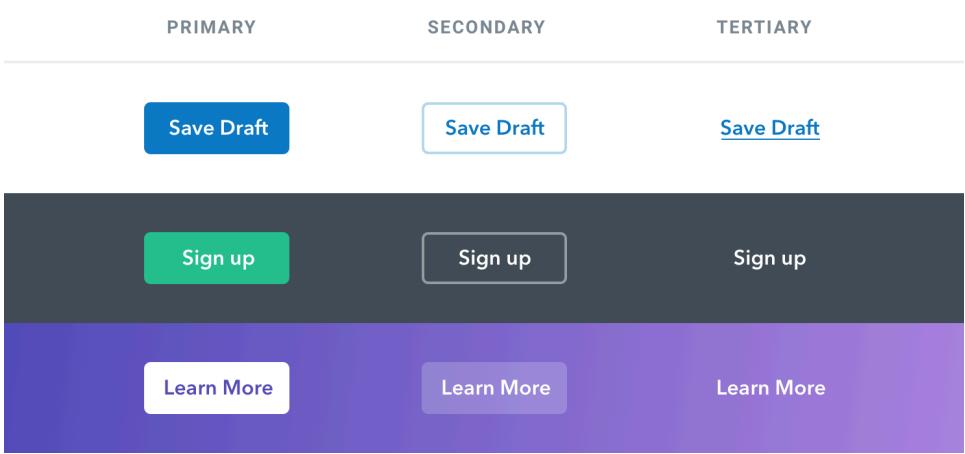 PRIMARY SECONDARY TERTIARY
Save Draft Save Draft Save Draft
Sign up Sign up Sign up
Learn More Learn More Learn More